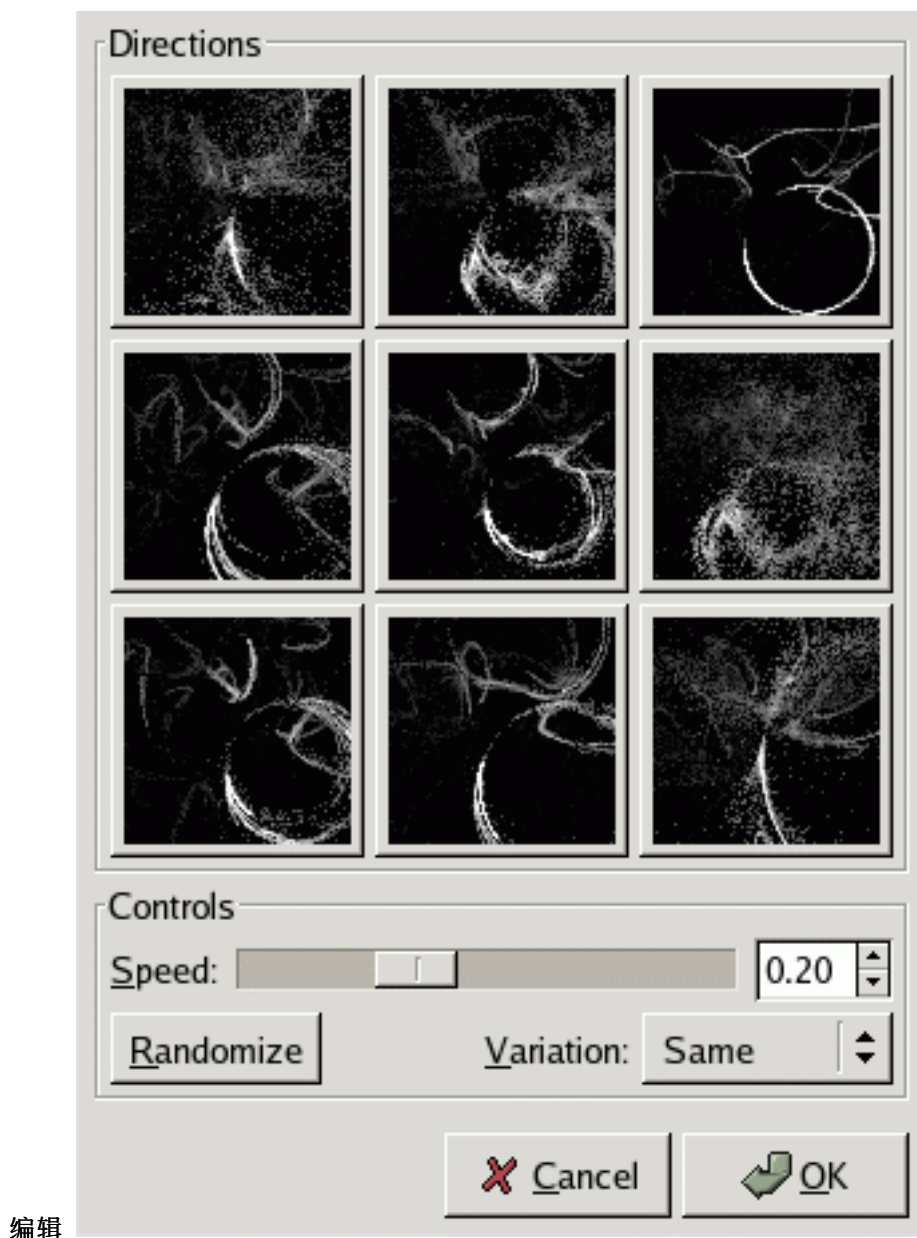 Directions
Controls
Speed: 0.20
Randomize Variation: Same
Cancel OK
编辑